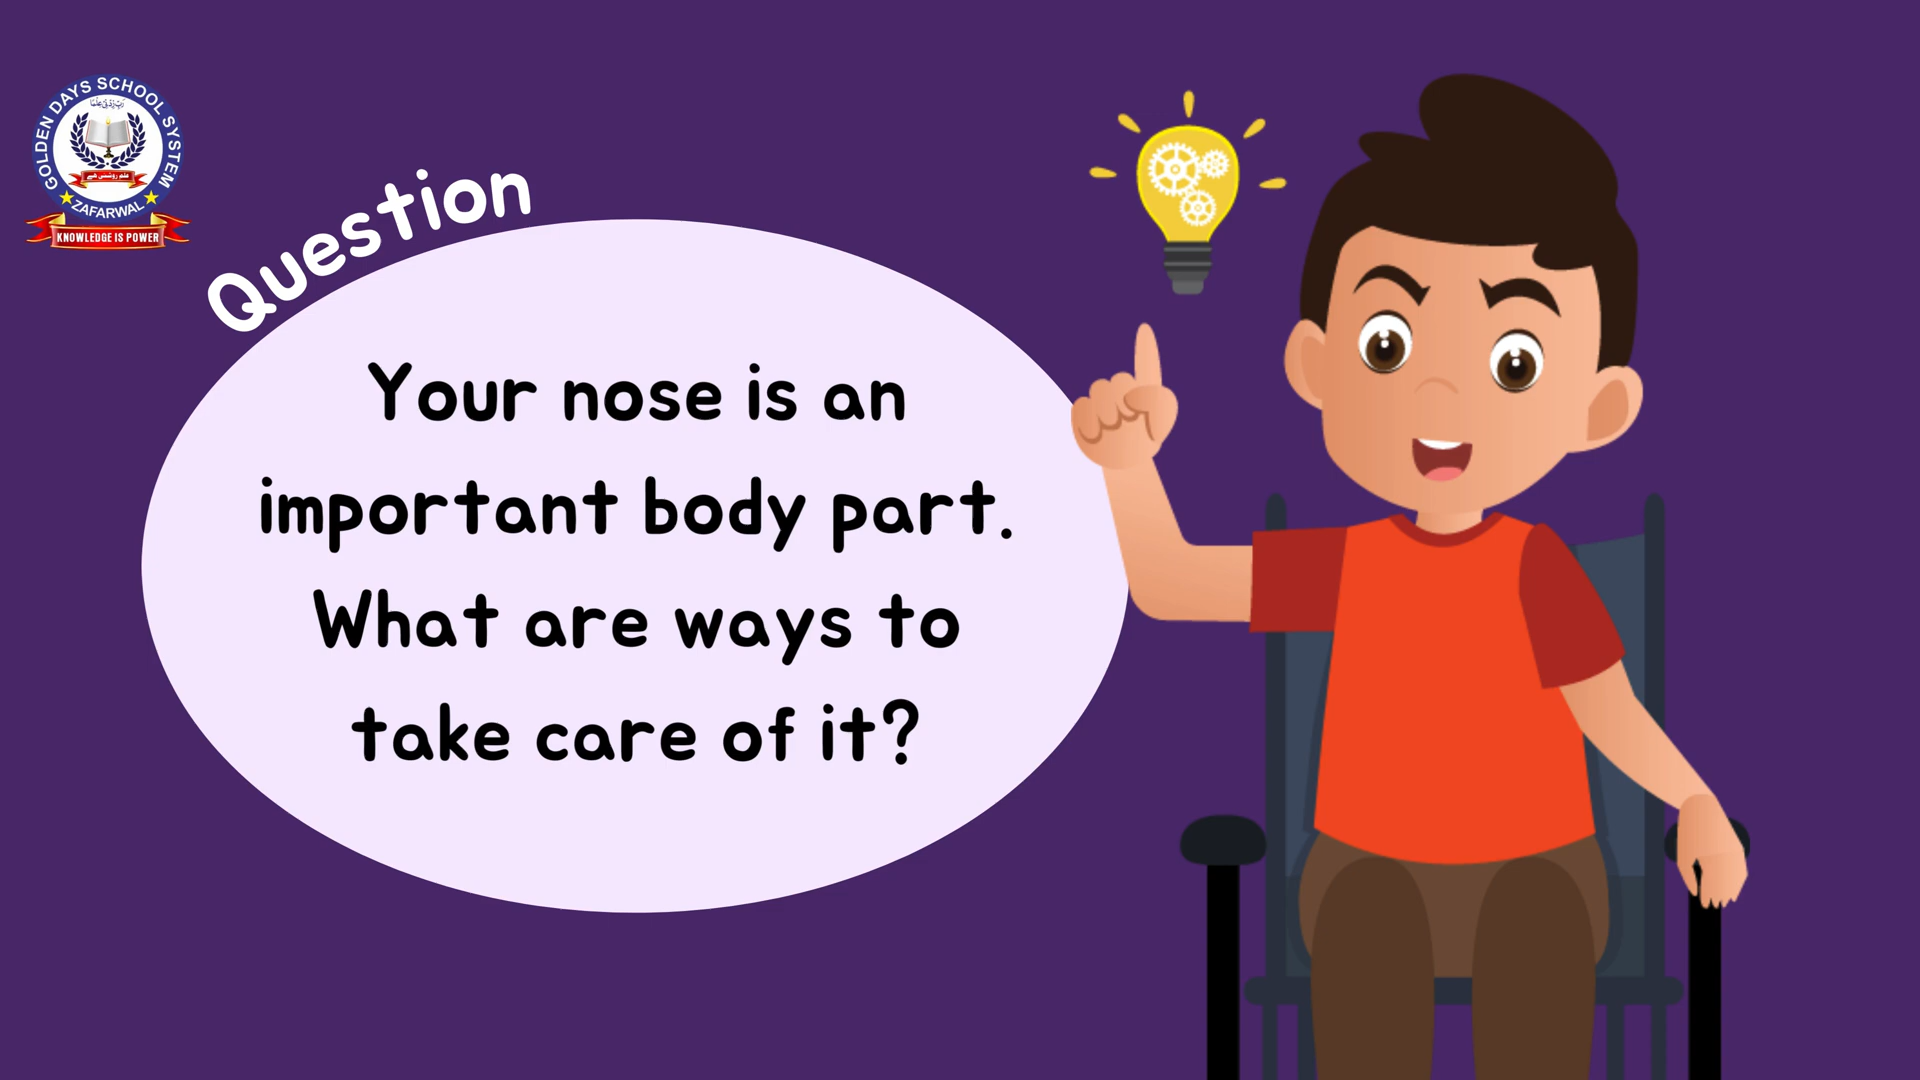 GOLDEN DAYS SCHOOL SYSTEM
ZAFARWAL
KNOWLEDGE IS POWER
Question
Your nose is an
important body part.
What are ways to
take care of it?